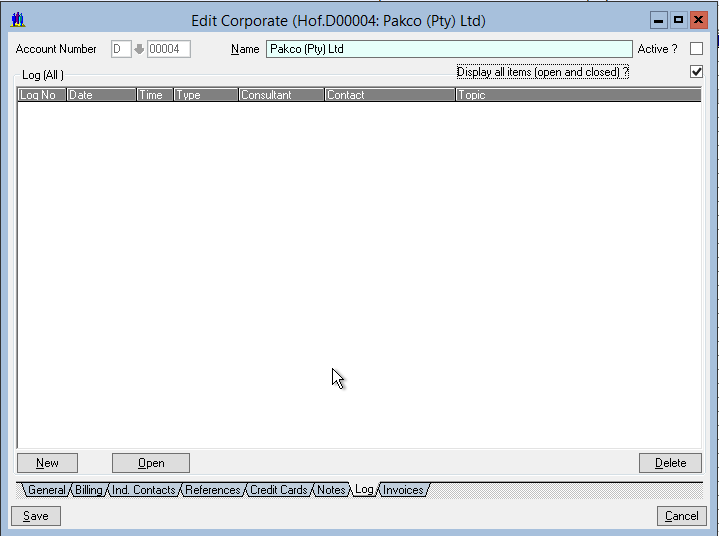 Edit Corporate (Hof.D00004: Pakco (Pty) Ltd)
Account Number D 00004 Name Pakco (Pty) Ltd Active ?
Log (All ) Display all items (open and closed) ?
Log No Date Time Type Consultant Contact Topic
New Open Delete
General Billing Ind. Contacts References Credit Cards Notes Log Invoices
Save Cancel